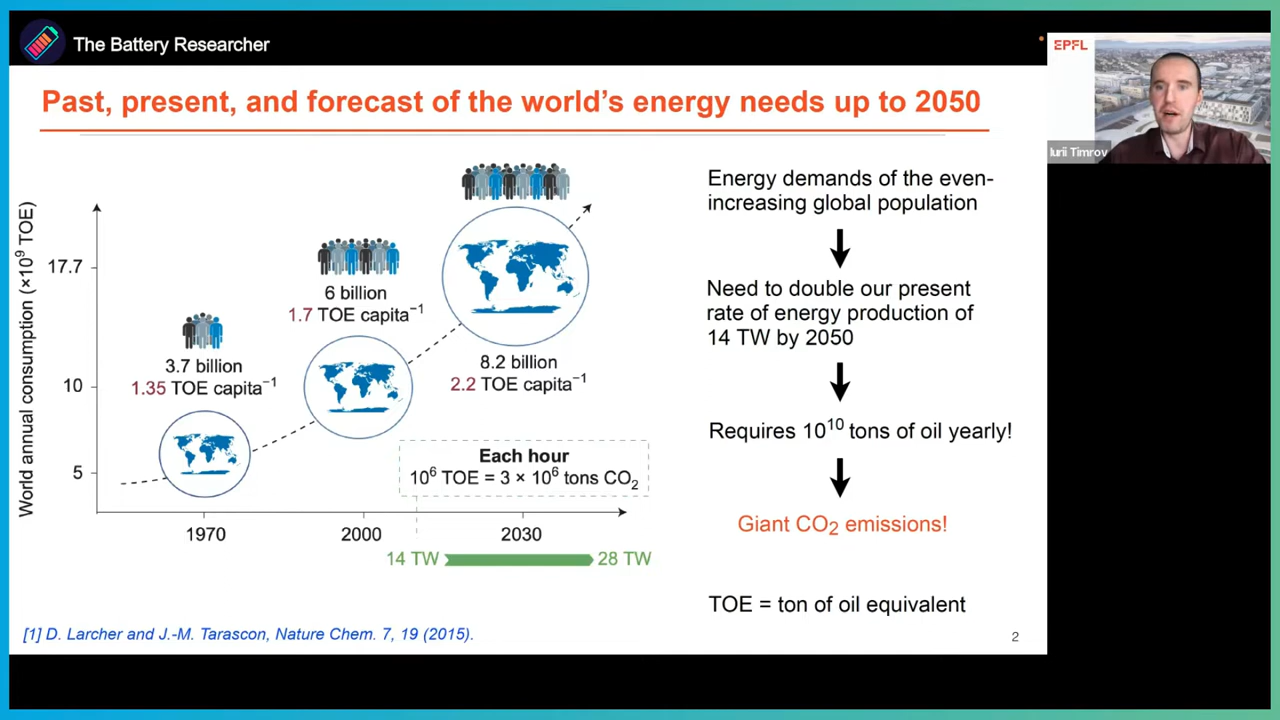 The Battery Researcher
EPFL
Iurii Timrov
Past, present, and forecast of the world's energy needs up to 2050
World annual consumption (×10⁹ TOE)
17.7
10
5
3.7 billion
1.35 TOE capita⁻¹
6 billion
1.7 TOE capita⁻¹
8.2 billion
2.2 TOE capita⁻¹
Each hour
10⁶ TOE = 3 × 10⁶ tons CO₂
1970
2000
2030
14 TW
28 TW
Energy demands of the even-
increasing global population
Need to double our present
rate of energy production of
14 TW by 2050
Requires 10¹⁰ tons of oil yearly!
Giant CO₂ emissions!
TOE = ton of oil equivalent
[1] D. Larcher and J.-M. Tarascon, Nature Chem. 7, 19 (2015).
2